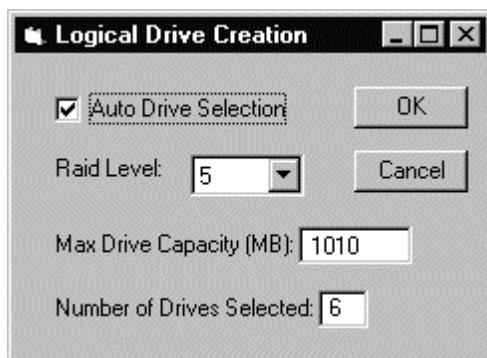 Logical Drive Creation
Auto Drive Selection
OK
Raid Level: 5
Cancel
Max Drive Capacity (MB): 1010
Number of Drives Selected: 6